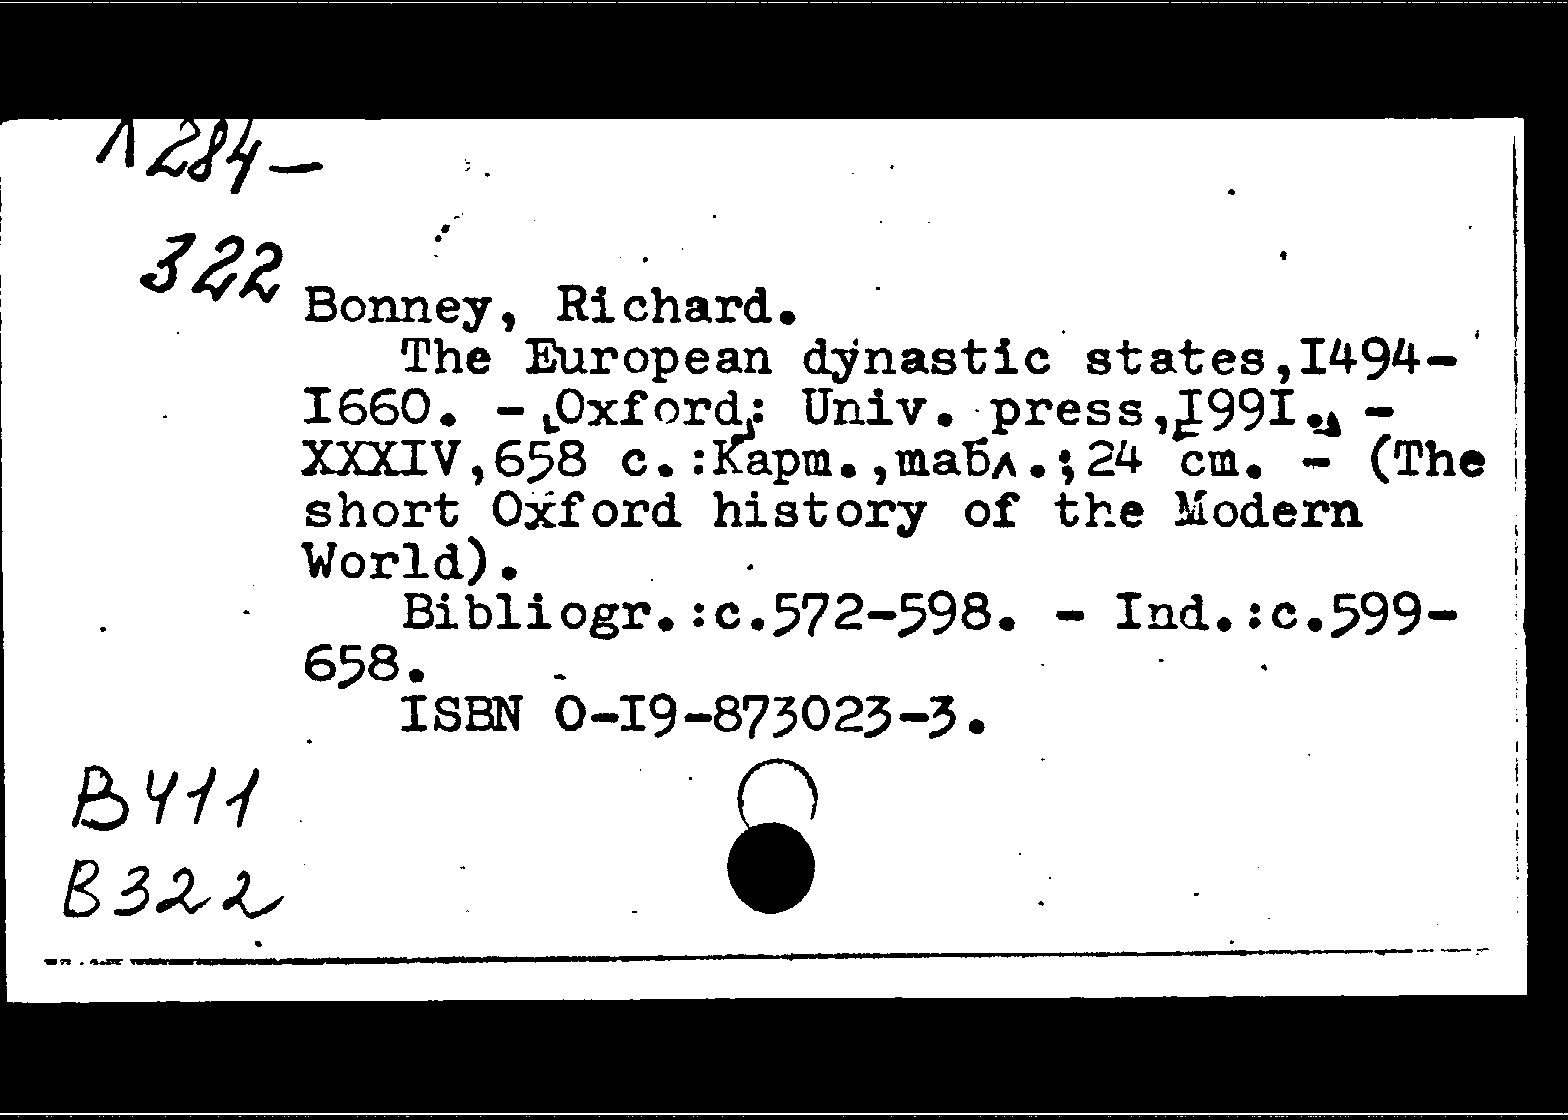 Л284-
322
Bonney, Richard.
The European dynastic states,I494-
I660. - Oxford: Univ. press,I99I. -
XXXIV,658 c.:Карт.,табл.;24 cm. - (The
short Oxford history of the Modern
World).
Bibliogr.:c.572-598. - Ind.:c.599-
658.
ISBN 0-I9-873023-3.
B411
B322